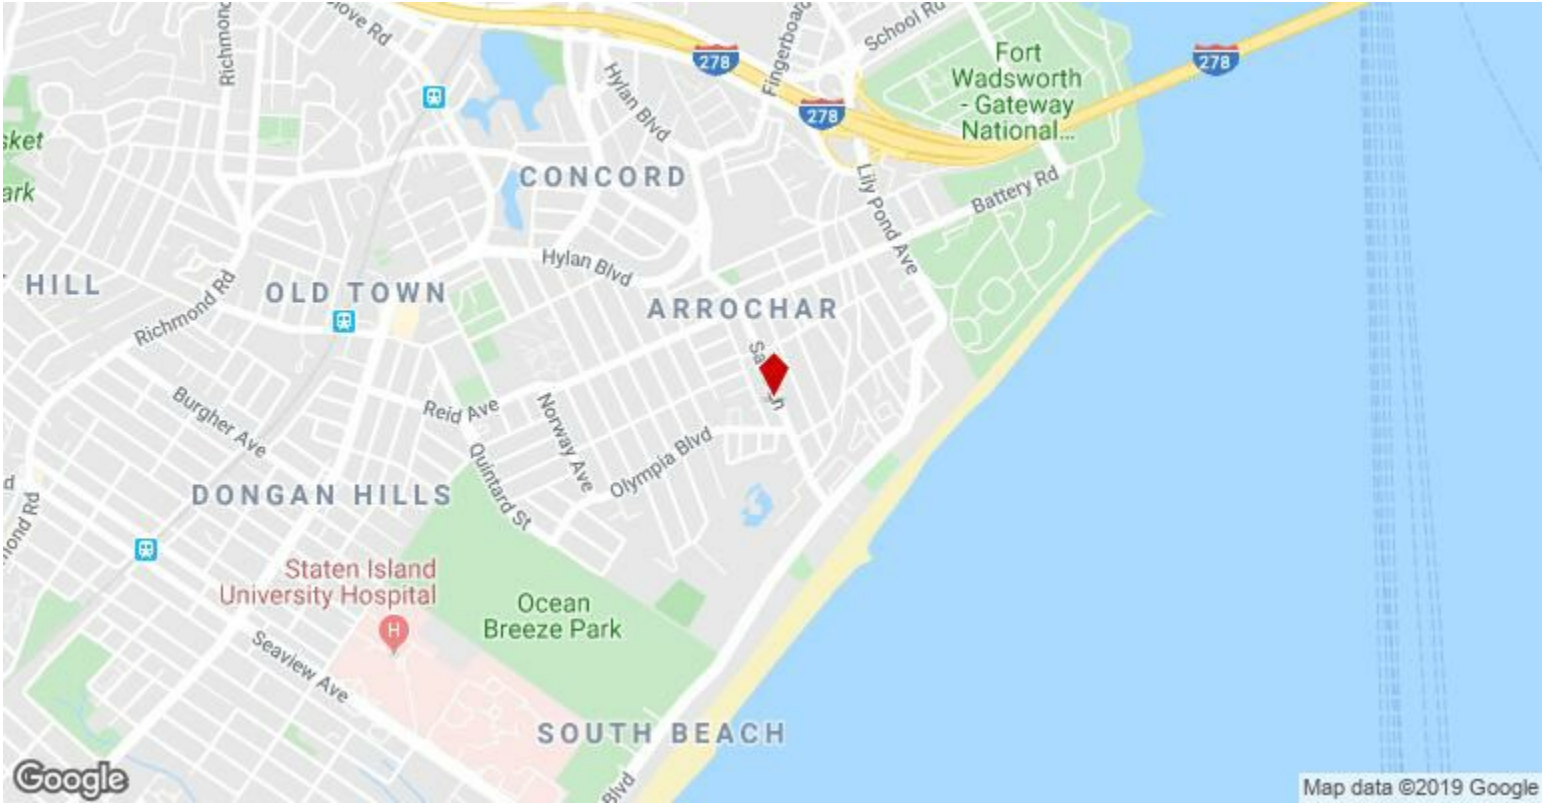 Richmond
Clove Rd
278
Fingerboard
School Rd
278
Hylan Blvd
278
Fort
Wadsworth
- Gateway
National...
CONCORD
Lily Pond Ave
Battery Rd
Hylan Blvd
HILL
OLD TOWN
Richmond Rd
ARROCHAR
Reid Ave
Burgher Ave
Norway Ave
Olympia Blvd
Quintard St
DONGAN HILLS
Staten Island
University Hospital
H
Ocean
Breeze Park
Seaview Ave
SOUTH BEACH
Blvd
Google
Map data ©2019 Google